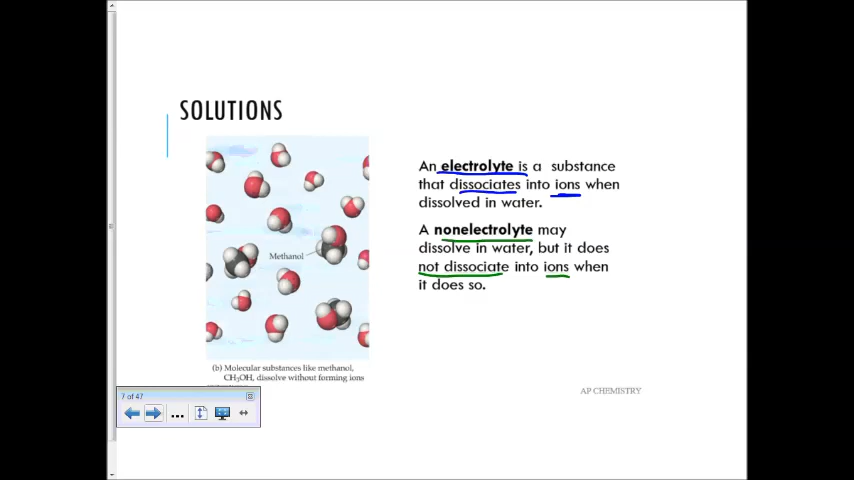 SOLUTIONS
An electrolyte is a substance
that dissociates into ions when
dissolved in water.
A nonelectrolyte may
dissolve in water, but it does
not dissociate into ions when
it does so.
Methanol
(b) Molecular substances like methanol,
CH₃OH, dissolve without forming ions
AP CHEMISTRY
7 of 47
...